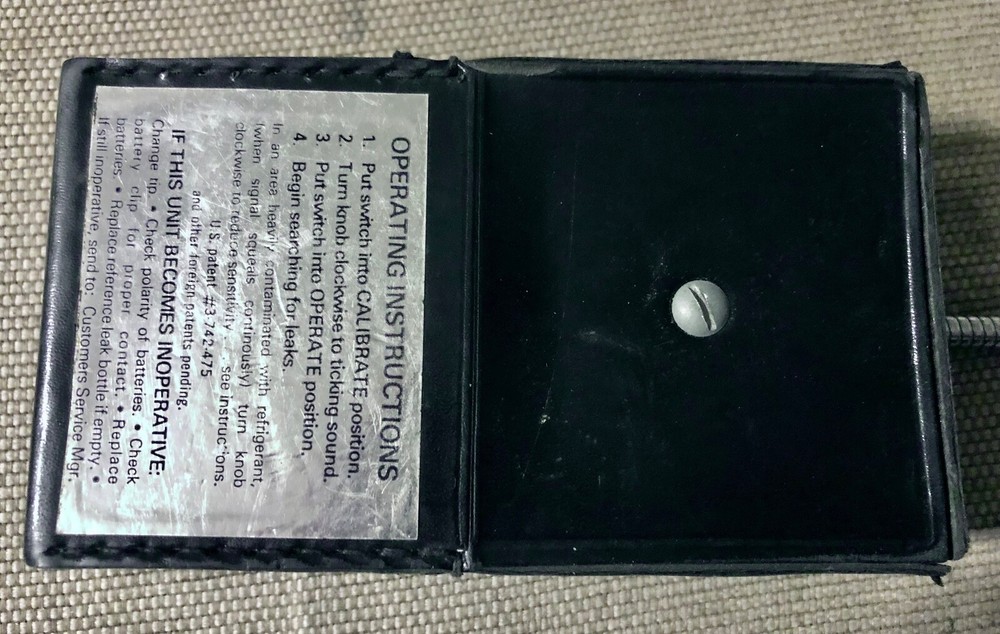 OPERATING INSTRUCTIONS
1. Put switch into CALIBRATE position.
2. Turn knob clockwise to ticking sound.
3. Put switch into OPERATE position.
4. Begin searching for leaks.
In an area heavily contaminated with refrigerant,
(when signal squeals continously) turn knob
clockwise to reduce sensitivity ... see instructions.
U.S. patent #3-742-475
and other foreign patents pending.
IF THIS UNIT BECOMES INOPERATIVE:
Change tip. • Check polarity of batteries. • Check
battery clip for proper contact. • Replace
batteries. • Replace reference leak bottle if empty. •
If still inoperative, send to: Customers Service Mgr,